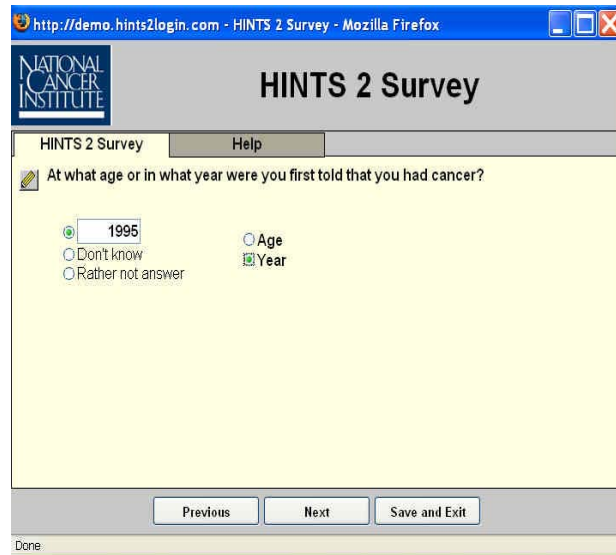 http://demo.hints2login.com - HINTS 2 Survey - Mozilla Firefox
NATIONAL
CANCER
INSTITUTE
HINTS 2 Survey
HINTS 2 Survey Help
At what age or in what year were you first told that you had cancer?
1995
Don't know
Rather not answer
Age
Year
Previous Next Save and Exit
Done